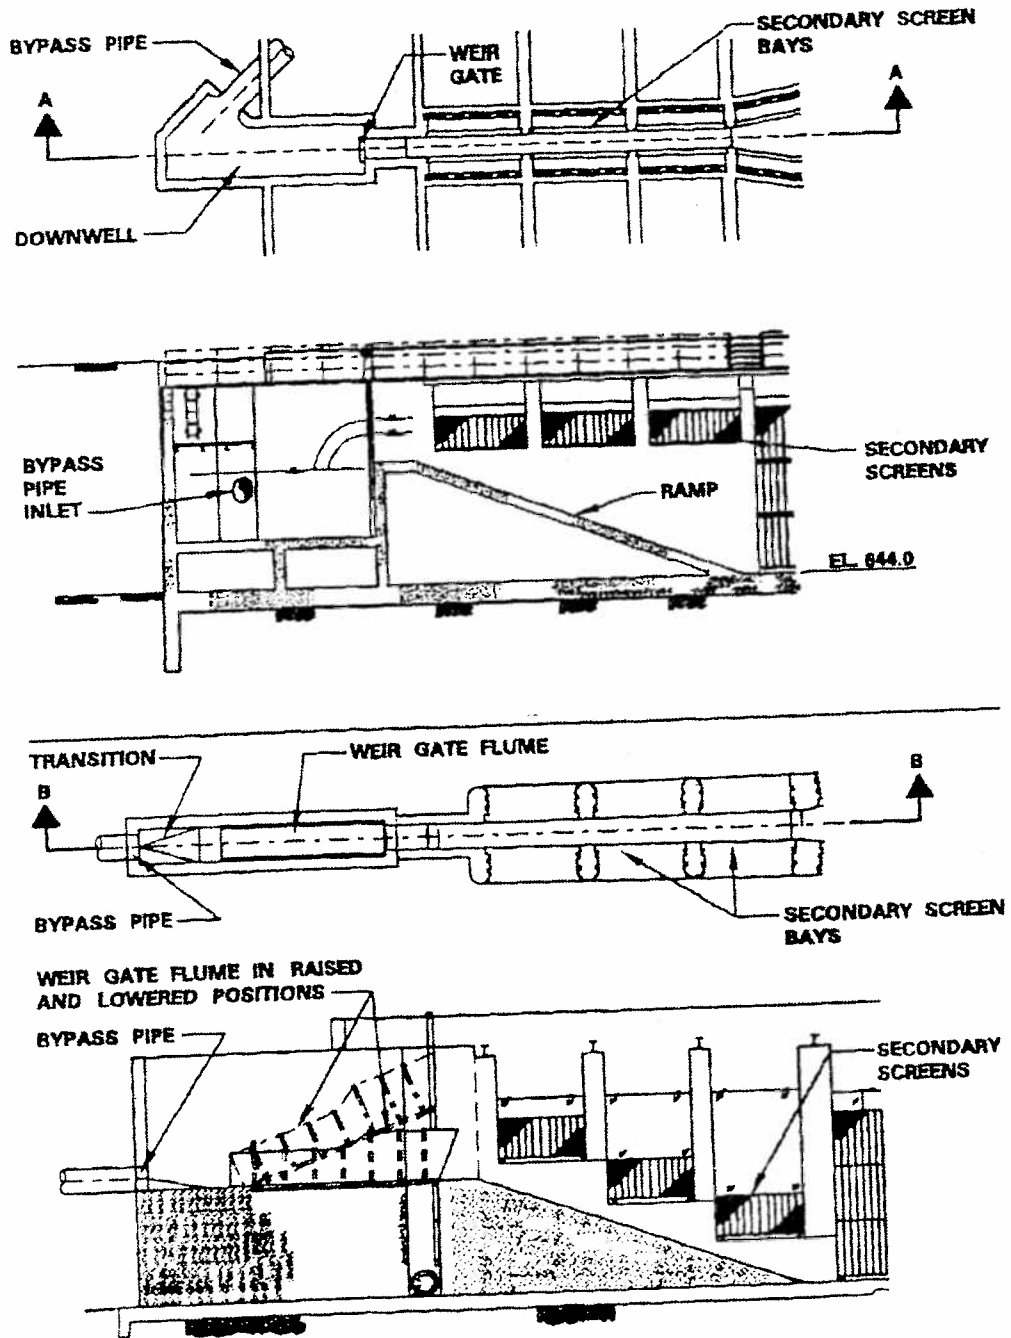 BYPASS PIPE
WEIR
GATE
SECONDARY SCREEN
BAYS
A
A
DOWNWELL
BYPASS
PIPE
INLET
SECONDARY
SCREENS
RAMP
EL. 644.0
TRANSITION
WEIR GATE FLUME
B
B
BYPASS PIPE
SECONDARY SCREEN
BAYS
WEIR GATE FLUME IN RAISED
AND LOWERED POSITIONS
BYPASS PIPE
SECONDARY
SCREENS